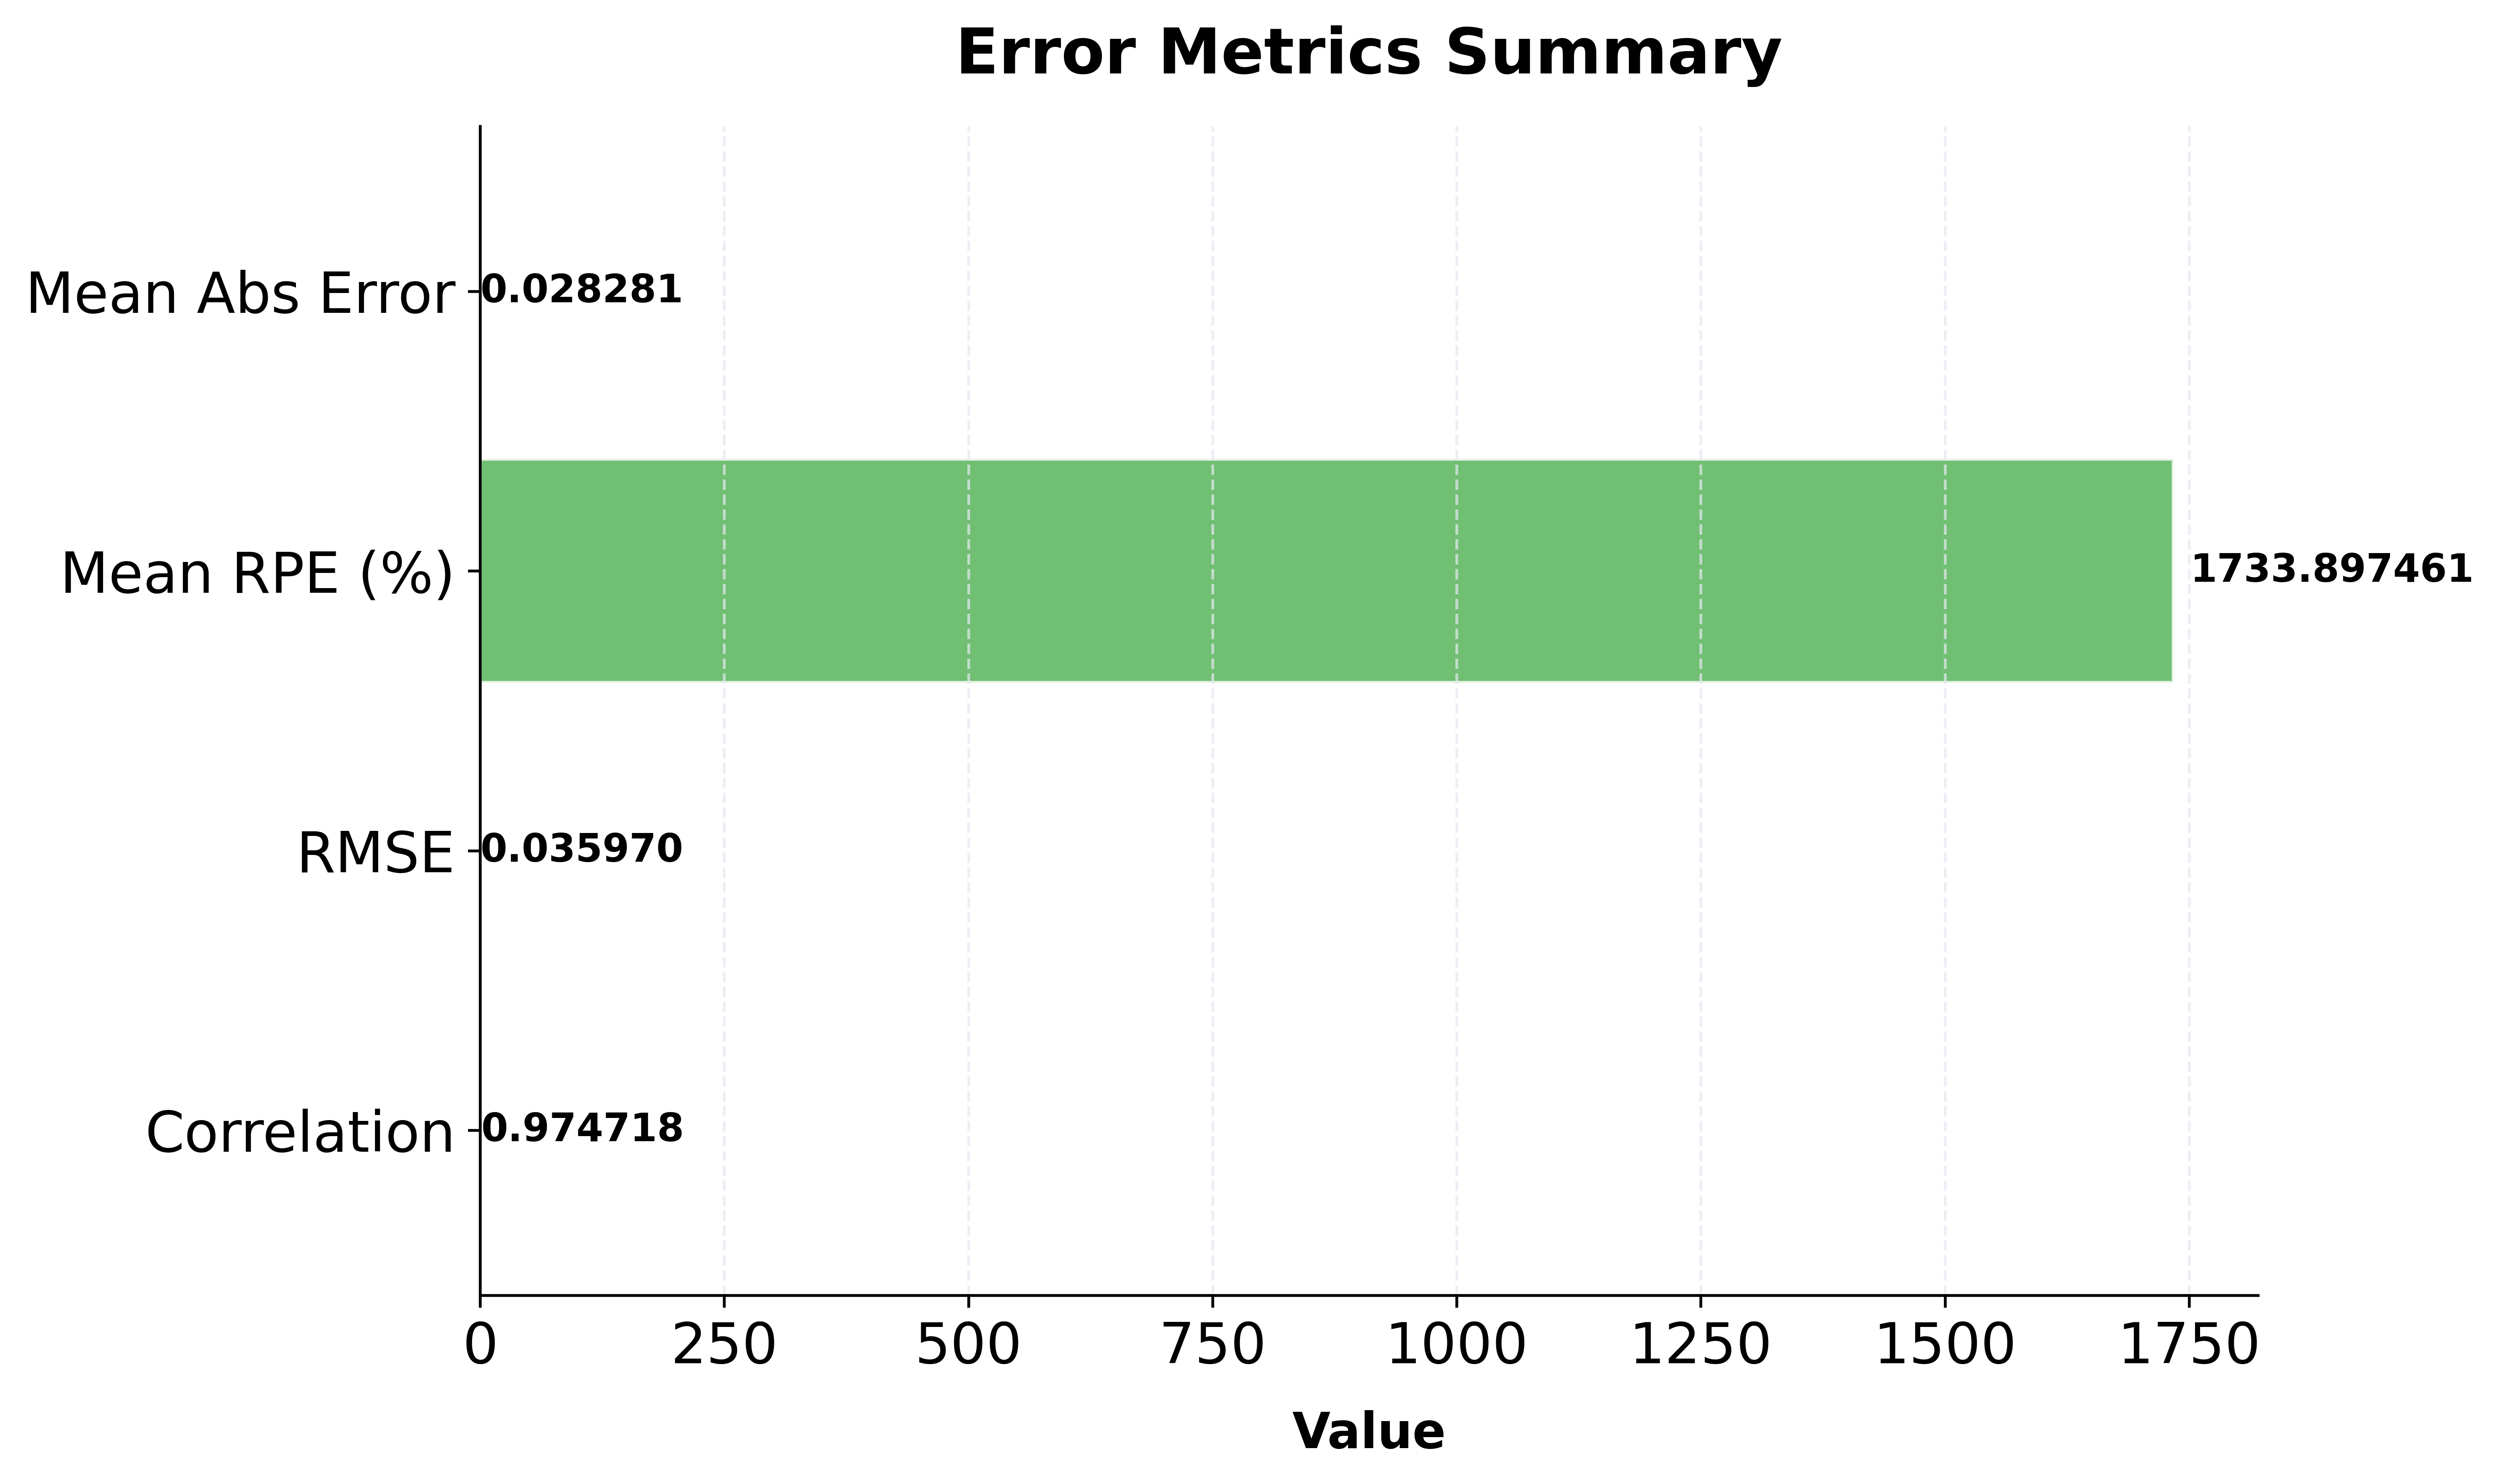 Error Metrics Summary
Mean Abs Error 0.028281
Mean RPE (%) 1733.897461
RMSE 0.035970
Correlation 0.974718
0 250 500 750 1000 1250 1500 1750
Value